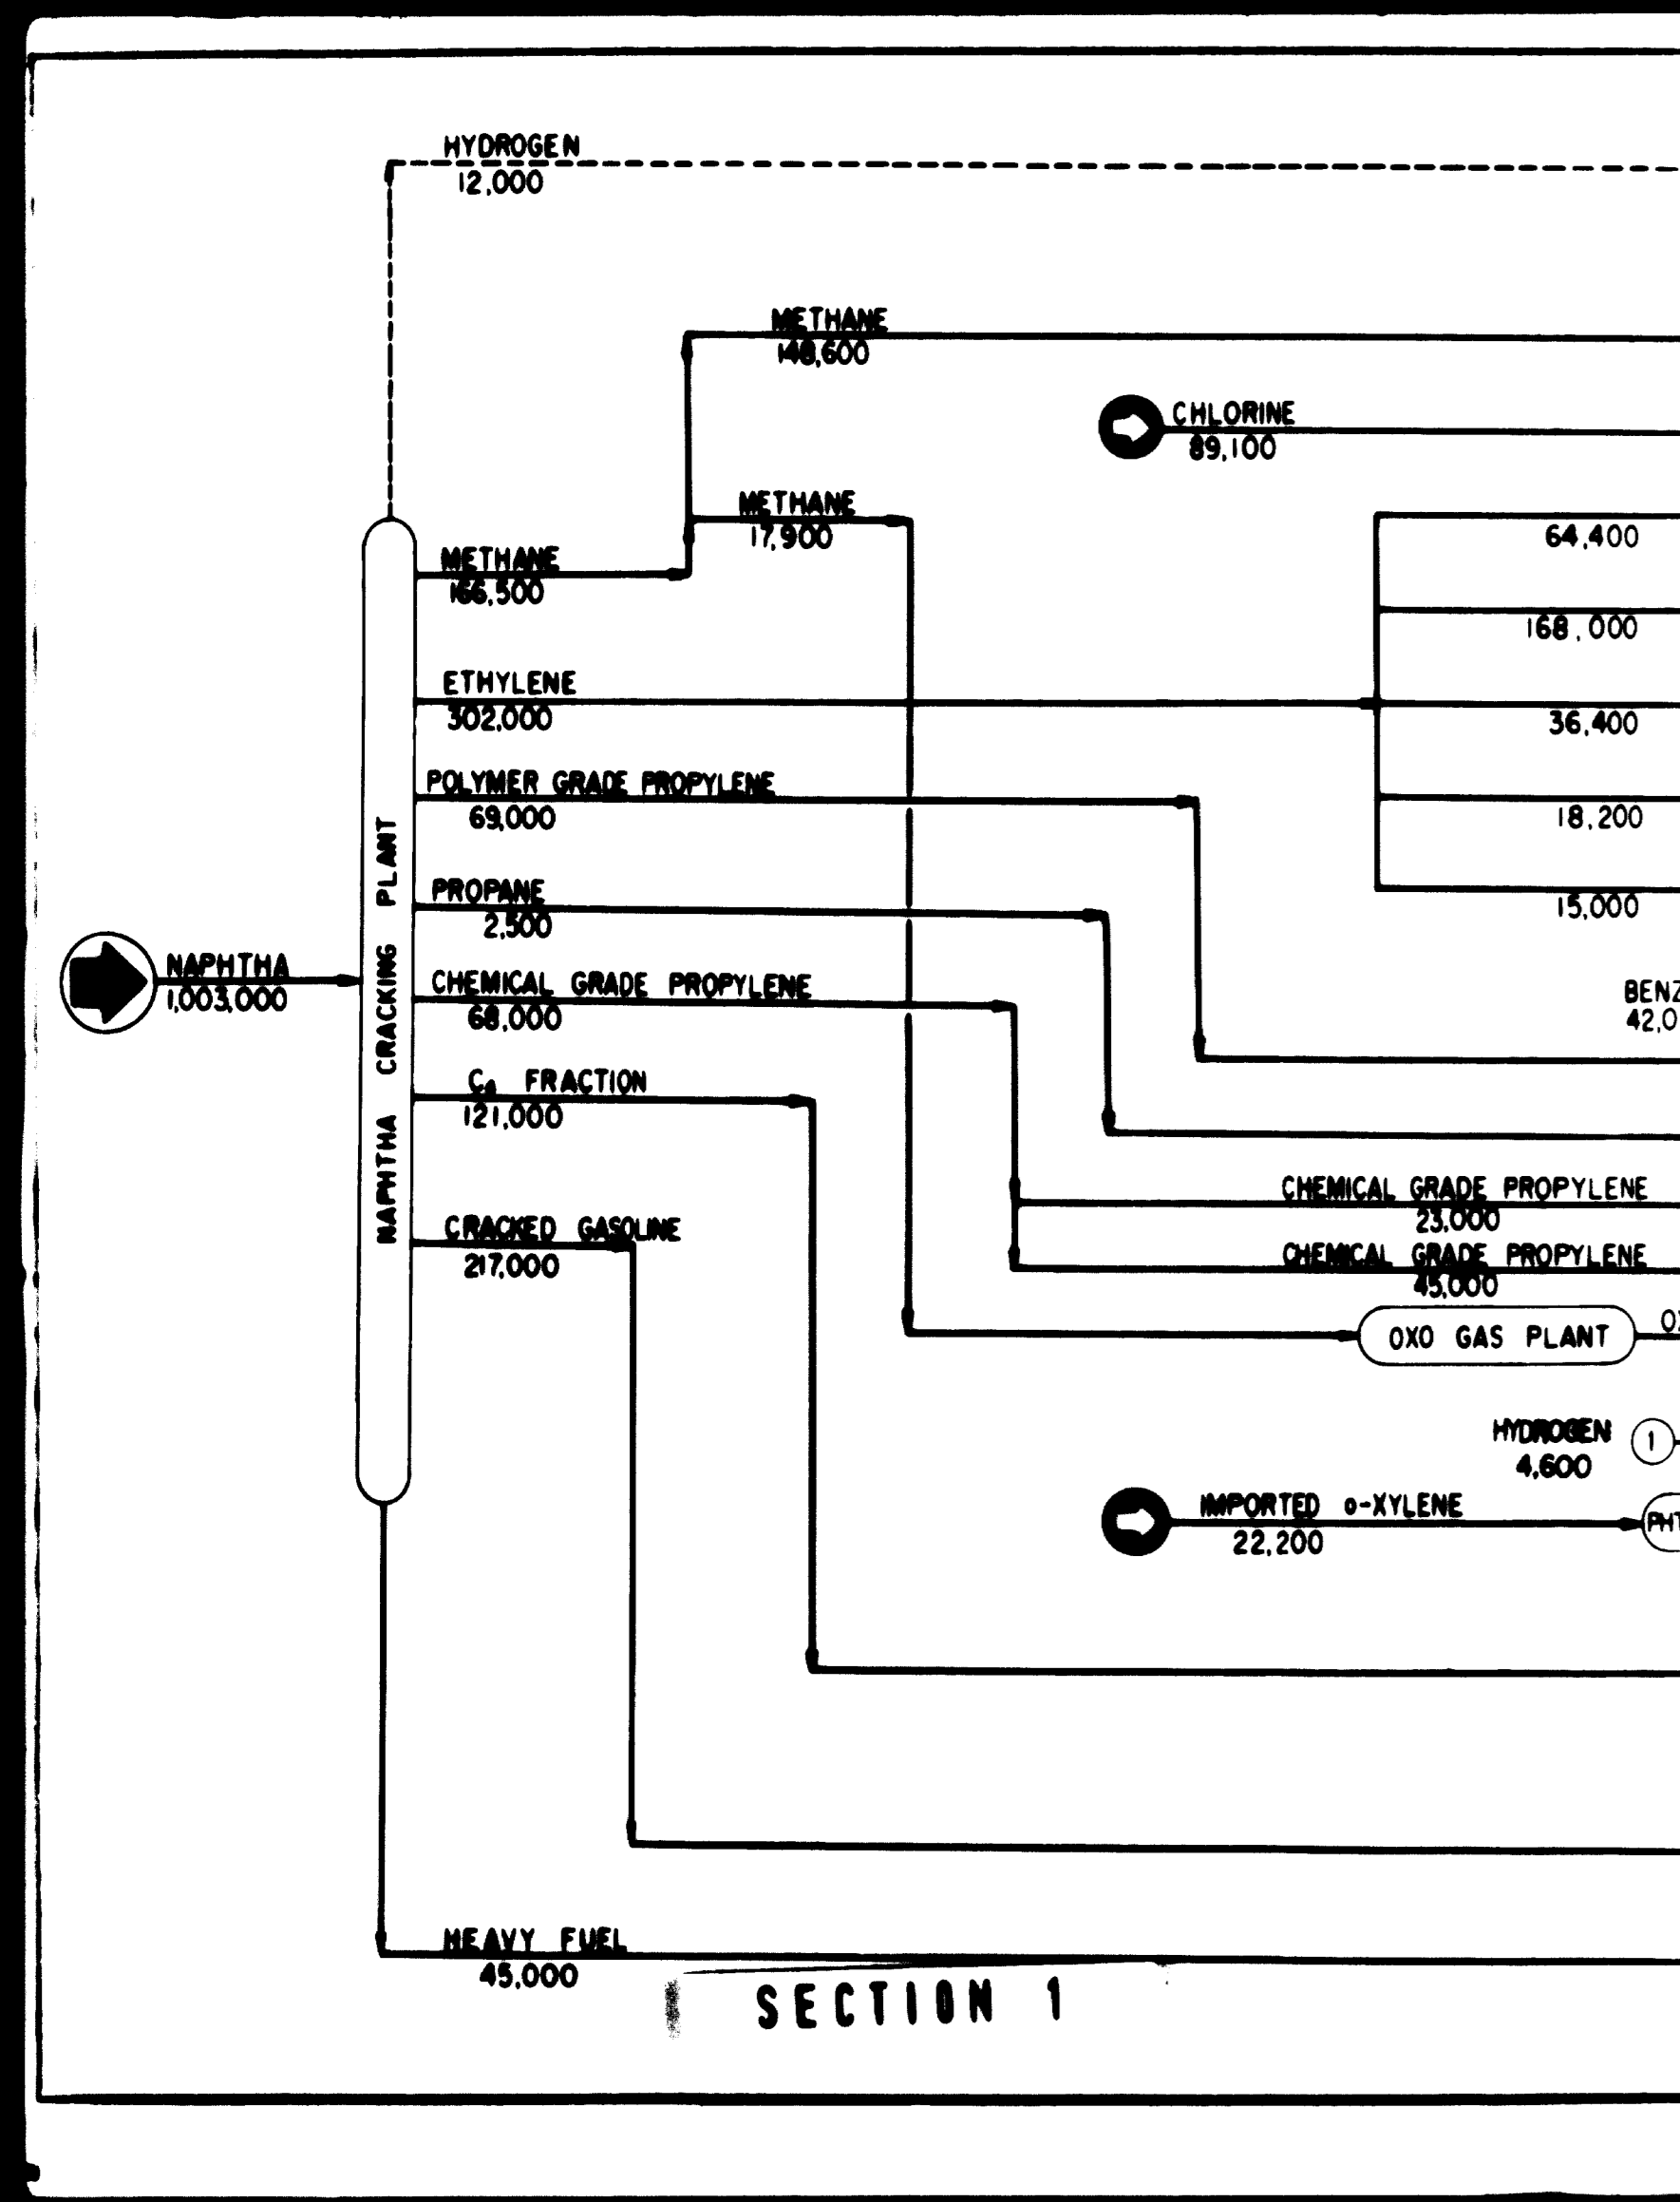 HYDROGEN
12,000
METHANE
148,600
CHLORINE
89,100
METHANE
17,900
METHANE
166,500
64,400
168,000
ETHYLENE
302,000
36,400
POLYMER GRADE PROPYLENE
69,000
18,200
PROPANE
2,500
15,000
NAPHTHA
1,003,000
NAPHTHA CRACKING PLANT
CHEMICAL GRADE PROPYLENE
68,000
BENZ
42,0
C4 FRACTION
121,000
CHEMICAL GRADE PROPYLENE
23,000
CRACKED GASOLINE
217,000
CHEMICAL GRADE PROPYLENE
45,000
OXO GAS PLANT
HYDROGEN 1
4,600
IMPORTED o-XYLENE
22,200
PHT
HEAVY FUEL
45,000
SECTION 1